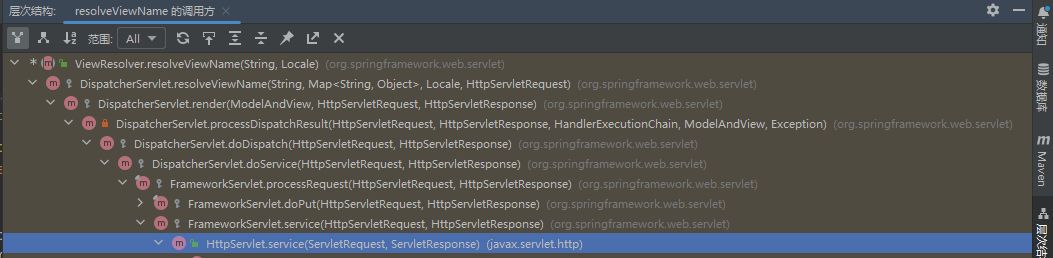 层次结构: resolveViewName 的调用方
范围: All
ViewResolver.resolveViewName(String, Locale) (org.springframework.web.servlet)
DispatcherServlet.resolveViewName(String, Map<String, Object>, Locale, HttpServletRequest) (org.springframework.web.servlet)
DispatcherServlet.render(ModelAndView, HttpServletRequest, HttpServletResponse) (org.springframework.web.servlet)
DispatcherServlet.processDispatchResult(HttpServletRequest, HttpServletResponse, HandlerExecutionChain, ModelAndView, Exception) (org.springframework.web.servlet)
DispatcherServlet.doDispatch(HttpServletRequest, HttpServletResponse) (org.springframework.web.servlet)
DispatcherServlet.doService(HttpServletRequest, HttpServletResponse) (org.springframework.web.servlet)
FrameworkServlet.processRequest(HttpServletRequest, HttpServletResponse) (org.springframework.web.servlet)
FrameworkServlet.doPut(HttpServletRequest, HttpServletResponse) (org.springframework.web.servlet)
FrameworkServlet.service(HttpServletRequest, HttpServletResponse) (org.springframework.web.servlet)
HttpServlet.service(ServletRequest, ServletResponse) (javax.servlet.http)
通知
数据库
Maven
层次结